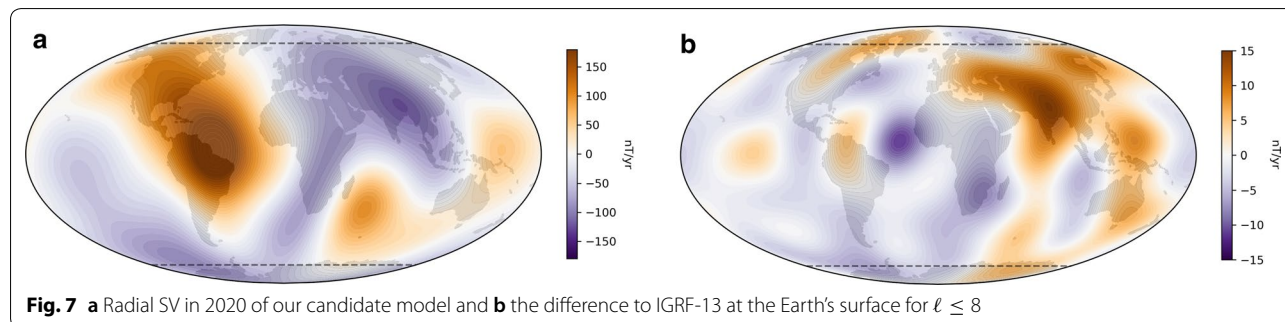 a
150
100
50
0
−50
−100
−150
nT/yr
b
15
10
5
0
−5
−10
−15
nT/yr
Fig. 7 a Radial SV in 2020 of our candidate model and b the difference to IGRF-13 at the Earth's surface for ℓ ≤ 8